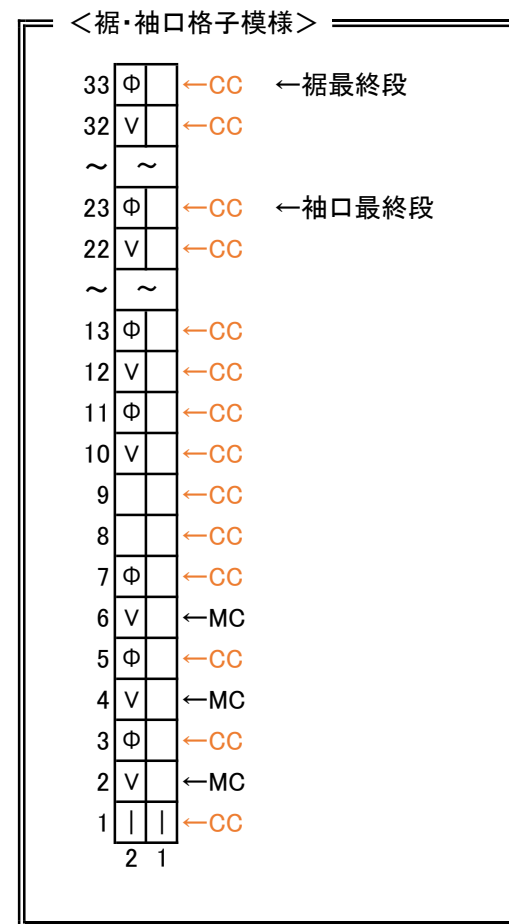 ＜裾・袖口格子模様＞
33 Φ ←CC ←裾最終段
32 V ←CC
～ ～
23 Φ ←CC ←袖口最終段
22 V ←CC
～ ～
13 Φ ←CC
12 V ←CC
11 Φ ←CC
10 V ←CC
9 ←CC
8 ←CC
7 Φ ←CC
6 V ←MC
5 Φ ←CC
4 V ←MC
3 Φ ←CC
2 V ←MC
1 | | ←CC
2 1